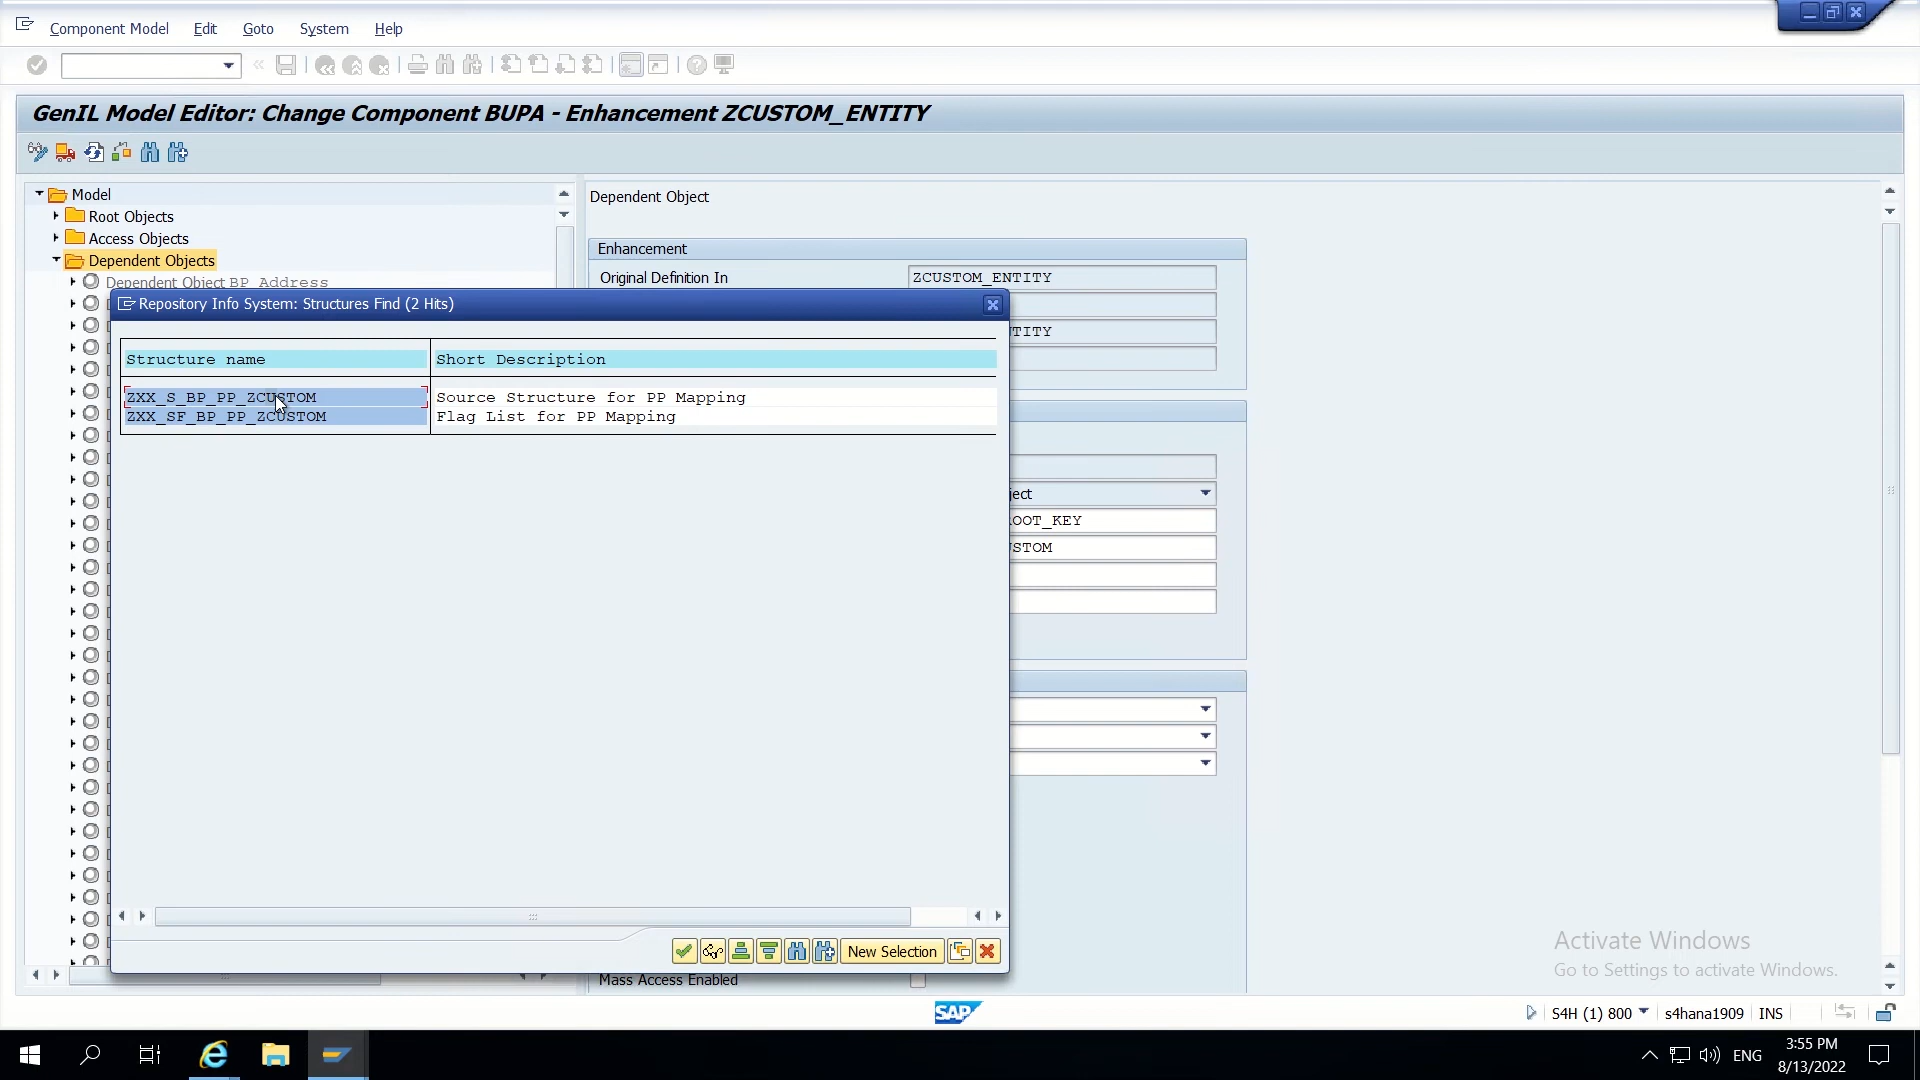 Component Model Edit Goto System Help
GenIL Model Editor: Change Component BUPA - Enhancement ZCUSTOM_ENTITY
Model
Root Objects
Access Objects
Dependent Objects
Dependent Object BP Address
Dependent Object
Enhancement
Original Definition In ZCUSTOM_ENTITY
TITY
Repository Info System: Structures Find (2 Hits)
Structure name Short Description
ZXX_S_BP_PP_ZCUSTOM Source Structure for PP Mapping
ZXX_SF_BP_PP_ZCUSTOM Flag List for PP Mapping
ject
OOT_KEY
STOM
New Selection
Mass Access Enabled
Activate Windows
Go to Settings to activate Windows.
SAP
S4H (1) 800 s4hana1909 INS
ENG
3:55 PM
8/13/2022